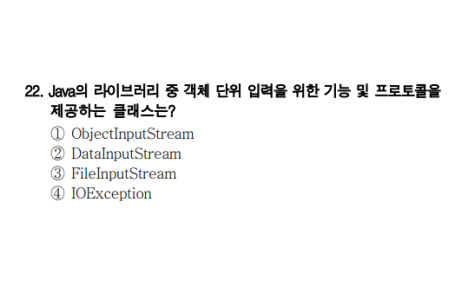 22. Java의 라이브러리 중 객체 단위 입력을 위한 기능 및 프로토콜을
제공하는 클래스는?
① ObjectInputStream
② DataInputStream
③ FileInputStream
④ IOException